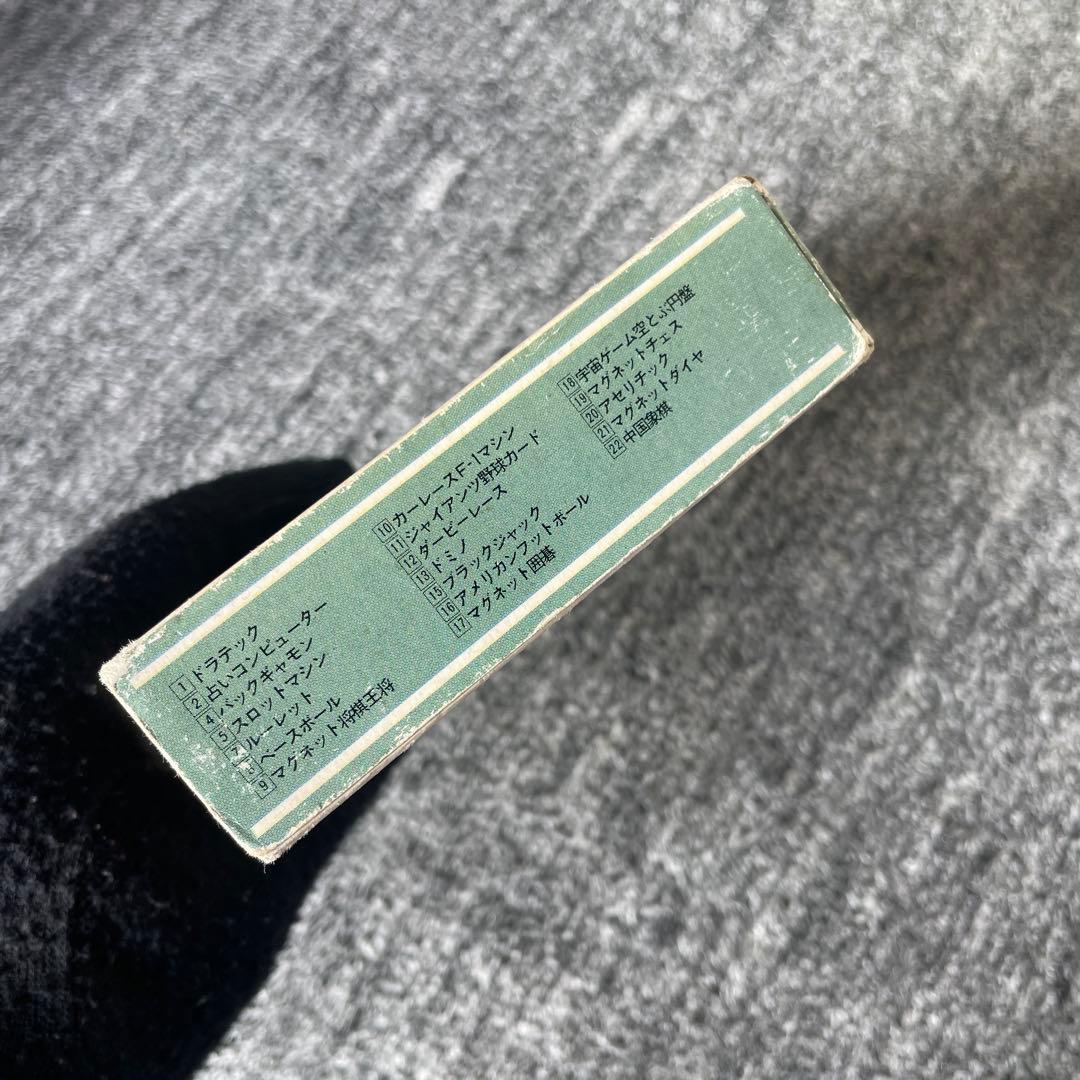 1 ドラテック
2 占いコンピューター
4 バックギャモン
5 スロットマシン
7 ルーレット
8 ベースボール
9 マグネット将棋王将
10 カーレースF-1マシン
11 ジャイアンツ野球カード
12 ダービーレース
13 ドミノ
15 ブラックジャック
16 アメリカンフットボール
17 マグネット囲碁
18 宇宙ゲーム空とぶ円盤
19 マグネットチェス
20 アセリチック
21 マグネットダイヤ
22 中国象棋